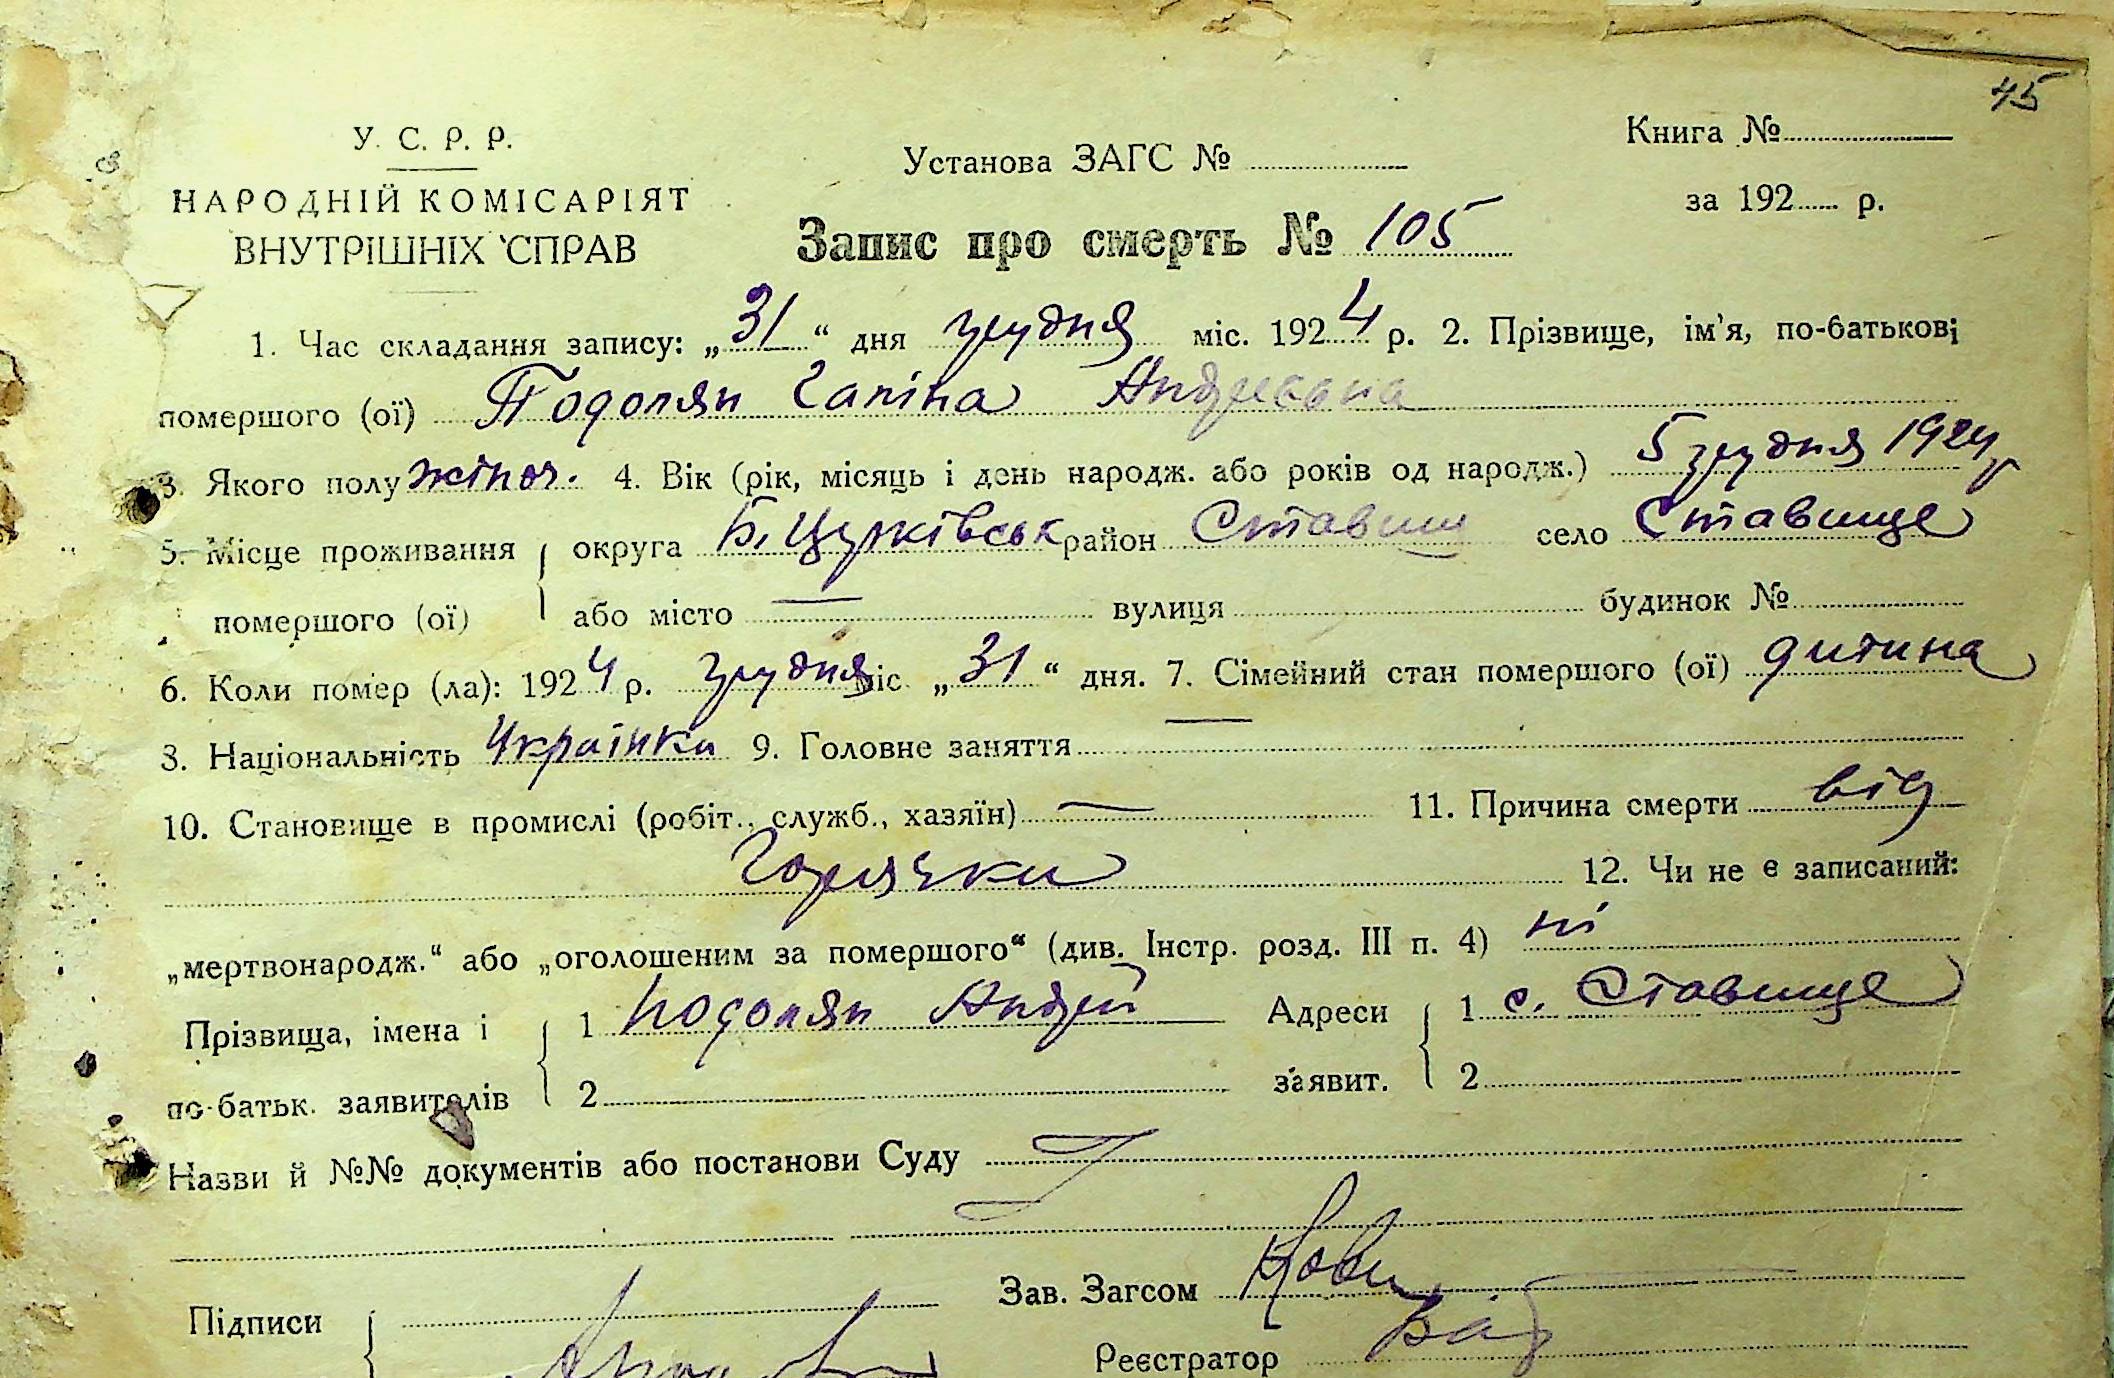 45
У. С. Р. Р.
НАРОДНІЙ КОМІСАРІЯТ
ВНУТРІШНІХ СПРАВ
Установа ЗАГС №
Книга №
за 192 р.
Запис про смерть № 105
1. Час складання запису: „31“ дня грудня міс. 1924 р. 2. Прізвище, ім'я, по-батькові
помершого (ої) Подолян Галіна Андреевна
3. Якого полу жіноч. 4. Вік (рік, місяць і день народж. або років од народж.) 5 грудня 1924 р
5. Місце проживання округа Б. Церківськ район Ставищ село Ставище
помершого (ої) або місто — вулиця будинок №
6. Коли помер (ла): 1924 р. грудня міс. „31“ дня. 7. Сімейний стан помершого (ої) дитина
8. Національність Українка 9. Головне заняття —
10. Становище в промислі (робіт., служб., хазяїн) — 11. Причина смерти від
горячки 12. Чи не є записаний:
„мертвонародж.“ або „оголошеним за помершого“ (див. Інстр. розд. III п. 4) ні
Прізвища, імена і 1 Подолян Андрей Адреси 1 с. Ставище
по-батьк. заявителів 2 заявит. 2
Назви й №№ документів або постанови Суду
Зав. Загсом
Підписи
Реєстратор